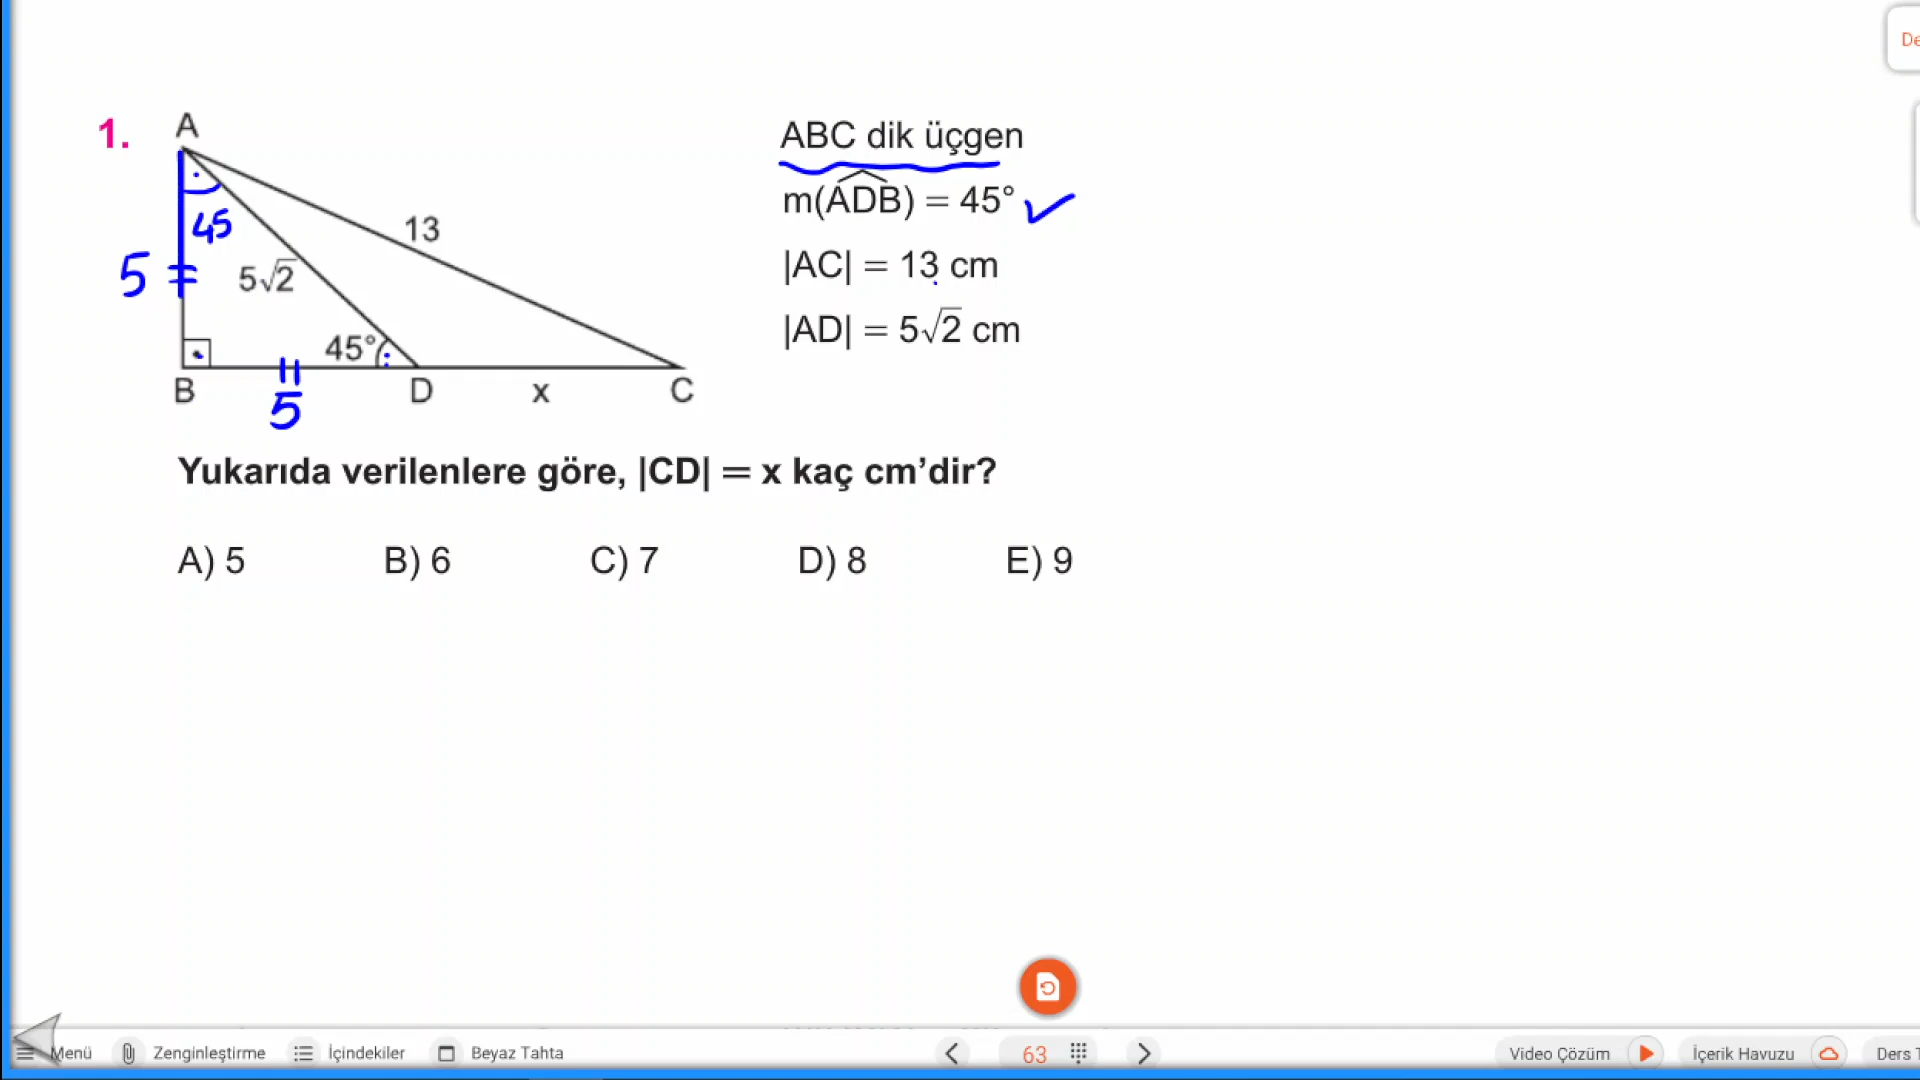 1.
A
ABC dik üçgen
m(ADB) = 45°
45
13
5
5√2
|AC| = 13 cm
|AD| = 5√2 cm
45°
B
D
x
C
5
Yukarıda verilenlere göre, |CD| = x kaç cm’dir?
A) 5 B) 6 C) 7 D) 8 E) 9
Menü Zenginleştirme İçindekiler Beyaz Tahta 63 Video Çözüm İçerik Havuzu Ders